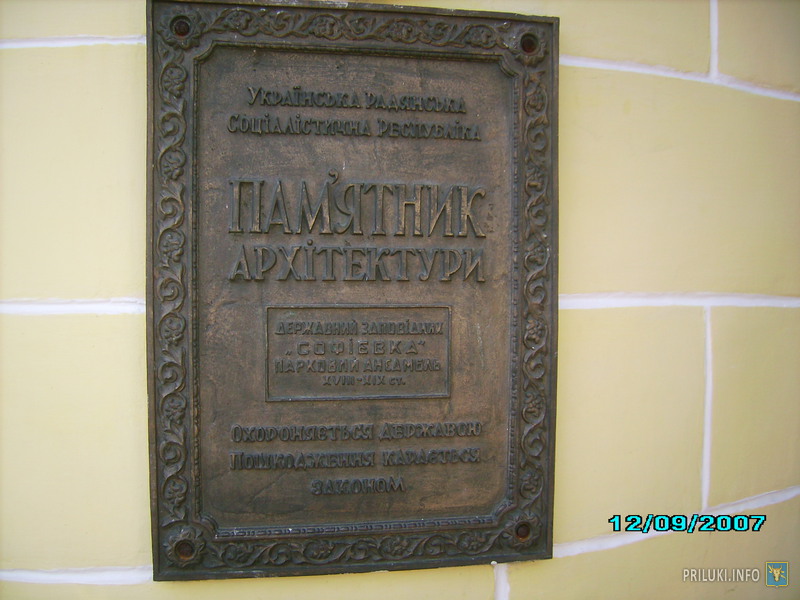 Українська Радянська
Соціалістична Республіка
ПАМ'ЯТНИК
АРХІТЕКТУРИ
ДЕРЖАВНИЙ ЗАПОВІДНИК
„СОФІЕВКА"
ПАРКОВИЙ АНСАМБЛЬ
XVIII-XIX ст.
Охороняється державою
Пошкодження карається
законом
12/09/2007
PRILUKI.INFO